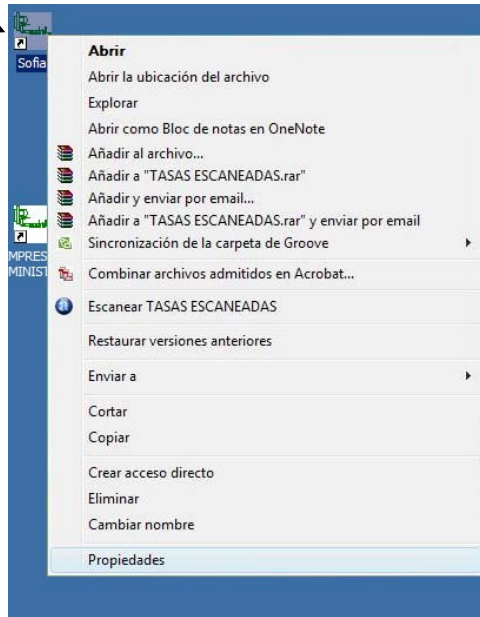 Sofia
Abrir
Abrir la ubicación del archivo
Explorar
Abrir como Bloc de notas en OneNote
Añadir al archivo...
Añadir a "TASAS ESCANEADAS.rar"
Añadir y enviar por email...
Añadir a "TASAS ESCANEADAS.rar" y enviar por email
Sincronización de la carpeta de Groove
MPRES
MINIST
Combinar archivos admitidos en Acrobat...
Escanear TASAS ESCANEADAS
Restaurar versiones anteriores
Enviar a
Cortar
Copiar
Crear acceso directo
Eliminar
Cambiar nombre
Propiedades